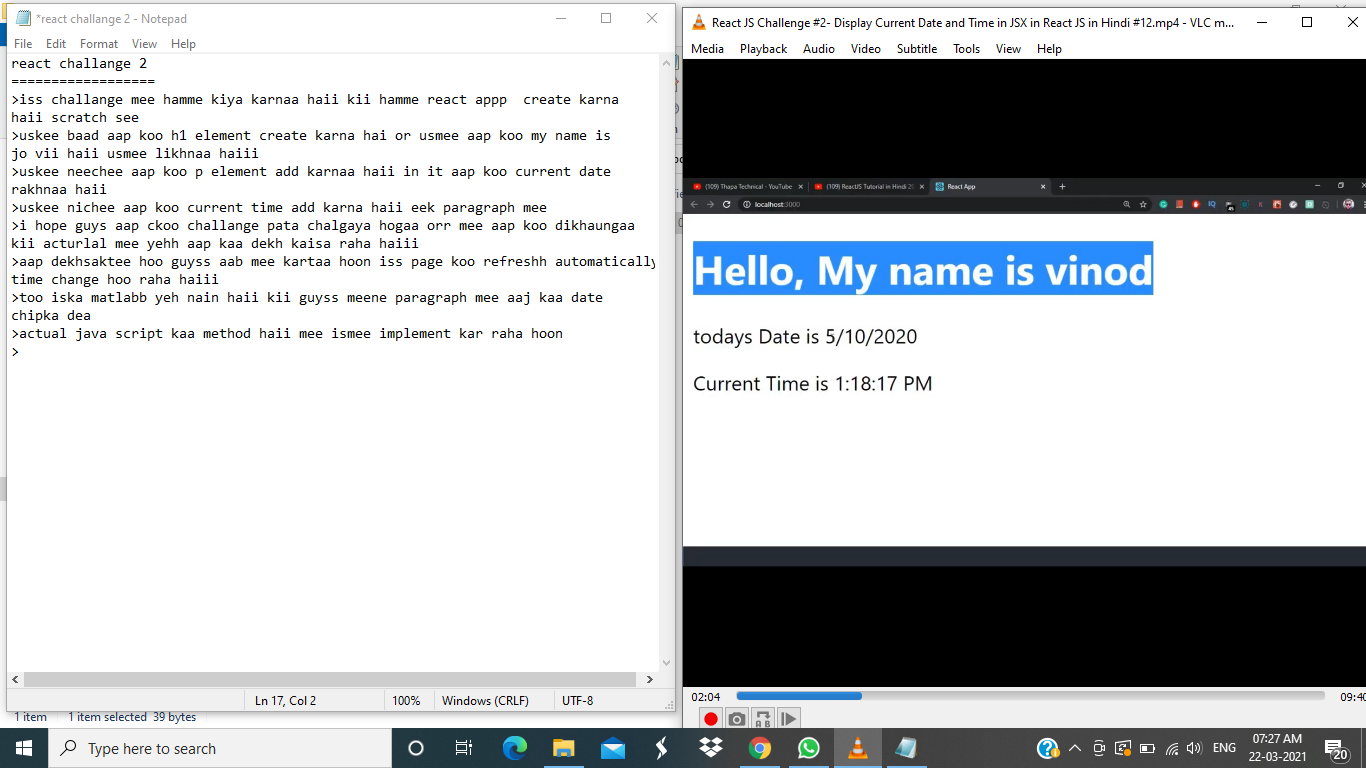 *react challange 2 - Notepad
File Edit Format View Help
react challange 2
==================
>iss challange mee hamme kiya karnaa haii kii hamme react appp  create karna
haii scratch see
>uskee baad aap koo h1 element create karna hai or usmee aap koo my name is
jo vii haii usmee likhnaa haiii
>uskee neechee aap koo p element add karnaa haii in it aap koo current date
rakhnaa haii
>uskee nichee aap koo current time add karna haii eek paragraph mee
>i hope guys aap ckoo challange pata chalgaya hogaa orr mee aap koo dikhaungaa
kii acturlal mee yehh aap kaa dekh kaisa raha haiii
>aap dekhsaktee hoo guyss aab mee kartaa hoon iss page koo refreshh automatically
time change hoo raha haiii
>too iska matlabb yeh nain haii kii guyss meene paragraph mee aaj kaa date
chipka dea
>actual java script kaa method haii mee ismee implement kar raha hoon
>
Ln 17, Col 2 100% Windows (CRLF) UTF-8
1 item 1 item selected 39 bytes
React JS Challenge #2- Display Current Date and Time in JSX in React JS in Hindi #12.mp4 - VLC m...
Media Playback Audio Video Subtitle Tools View Help
(109) Thapa Technical - YouTube (109) ReactJS Tutorial in Hindi React App
localhost:3000
Hello, My name is vinod
todays Date is 5/10/2020
Current Time is 1:18:17 PM
02:04 09:40
Type here to search
ENG
07:27 AM
22-03-2021
20